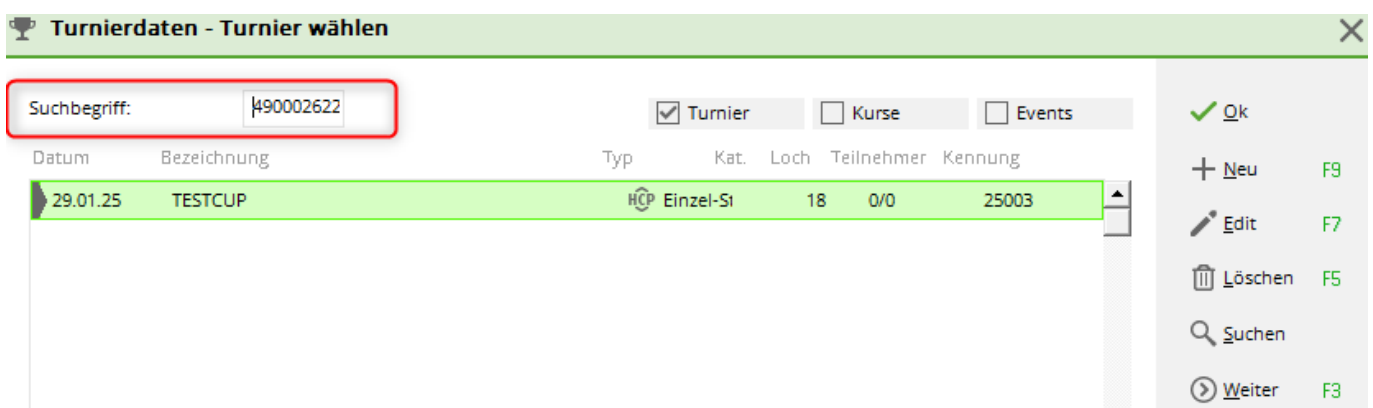 Turnierdaten - Turnier wählen
Suchbegriff: 490002622 Turnier Kurse Events
Datum Bezeichnung Typ Kat. Loch Teilnehmer Kennung
29.01.25 TESTCUP HCP Einzel-St 18 0/0 25003
Ok
Neu F9
Edit F7
Löschen F5
Suchen
Weiter F3